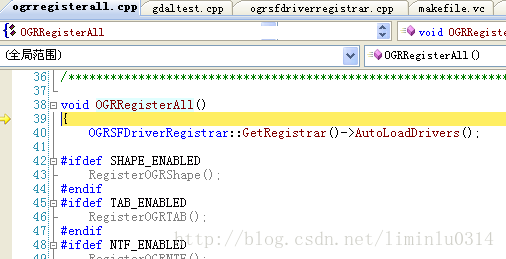 ogrregisterall.cpp gdaltest.cpp ogrsfdriverregistrar.cpp makefile.vc
OGRRegisterAll void OGRRegiste
(全局范围) OGRRegisterAll()
36 /****************************************************************
37
38 void OGRRegisterAll()
39 {
40 OGRSFDriverRegistrar::GetRegistrar()->AutoLoadDrivers();
41
42 #ifdef SHAPE_ENABLED
43 RegisterOGRShape();
44 #endif
45 #ifdef TAB_ENABLED
46 RegisterOGRTAB();
47 #endif
48 #ifdef NTF_ENABLED
49 RegisterOGRNTF();
http://blog.csdn.net/liminlu0314